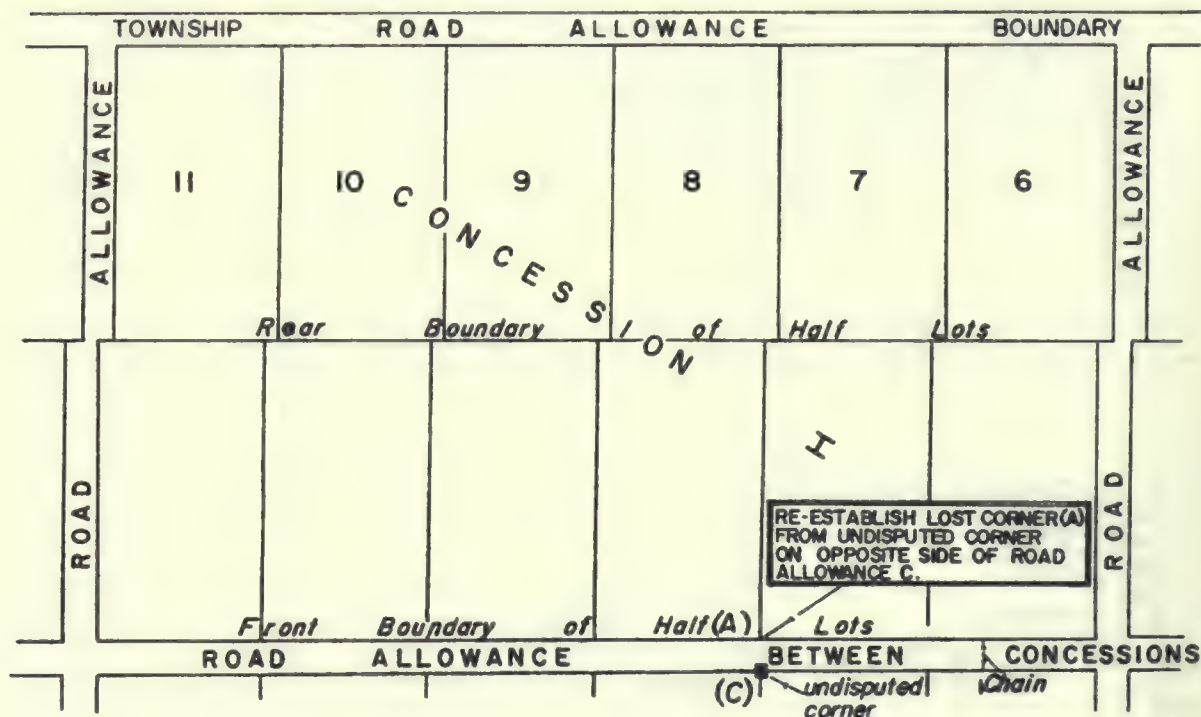 TOWNSHIP ROAD ALLOWANCE BOUNDARY
ALLOWANCE
ALLOWANCE
11 10 9 8 7 6
CONCESSION
Rear Boundary of Half Lots
I
ROAD
ROAD
RE-ESTABLISH LOST CORNER(A)
FROM UNDISPUTED CORNER
ON OPPOSITE SIDE OF ROAD
ALLOWANCE C.
Front Boundary of Half (A) Lots
ROAD ALLOWANCE BETWEEN CONCESSIONS
(C) undisputed Chain
corner